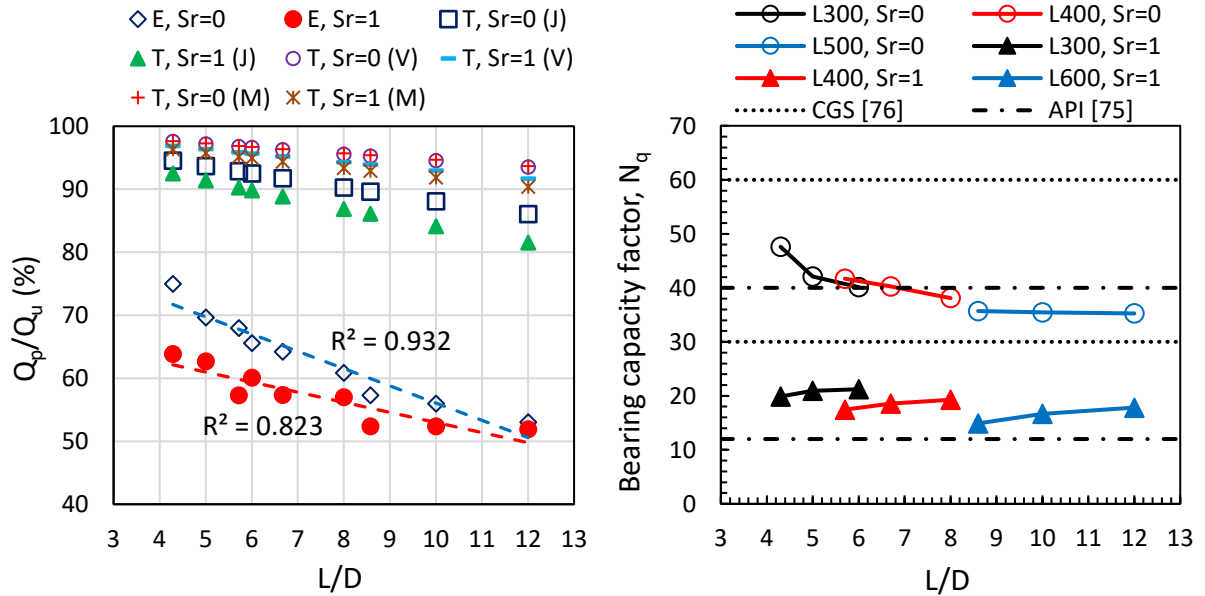 E, Sr=0 E, Sr=1 T, Sr=0 (J)
T, Sr=1 (J) T, Sr=0 (V) T, Sr=1 (V)
T, Sr=0 (M) T, Sr=1 (M)
100
90
80
70
60
50
40
Qp/Qu (%)
R² = 0.932
R² = 0.823
3 4 5 6 7 8 9 10 11 12 13
L/D
L300, Sr=0 L400, Sr=0
L500, Sr=0 L300, Sr=1
L400, Sr=1 L600, Sr=1
CGS [76] API [75]
70
60
50
40
30
20
10
0
Bearing capacity factor, Nq
3 4 5 6 7 8 9 10 11 12 13
L/D